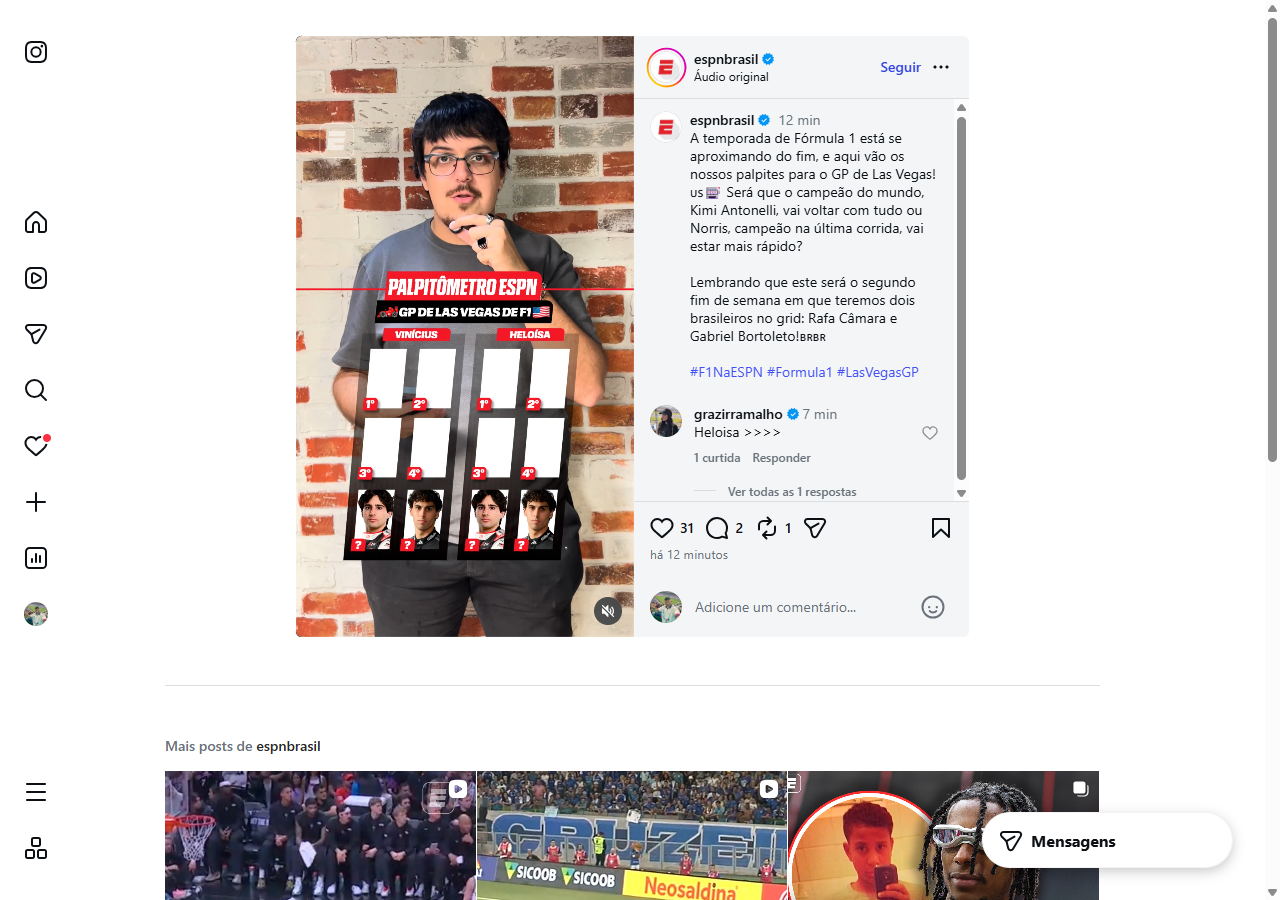 PALPITÔMETRO ESPN
GP DE LAS VEGAS DE F1
VINÍCIUS
HELOÍSA
1º
2º
1º
2º
3º
4º
3º
4º
?
?
?
?
espnbrasil
Áudio original
Seguir
espnbrasil 12 min
A temporada de Fórmula 1 está se
aproximando do fim, e aqui vão os
nossos palpites para o GP de Las Vegas!
us🎰 Será que o campeão do mundo,
Kimi Antonelli, vai voltar com tudo ou
Norris, campeão na última corrida, vai
estar mais rápido?
Lembrando que este será o segundo
fim de semana em que teremos dois
brasileiros no grid: Rafa Câmara e
Gabriel Bortoleto!ʙʀʙʀ
#F1NaESPN #Formula1 #LasVegasGP
grazirramalho 7 min
Heloisa >>>>
1 curtida Responder
Ver todas as 1 respostas
31 2 1
há 12 minutos
Adicione um comentário...
Mais posts de espnbrasil
CRUZEI
SICOOB SICOOB Neosaldina
Mensagens